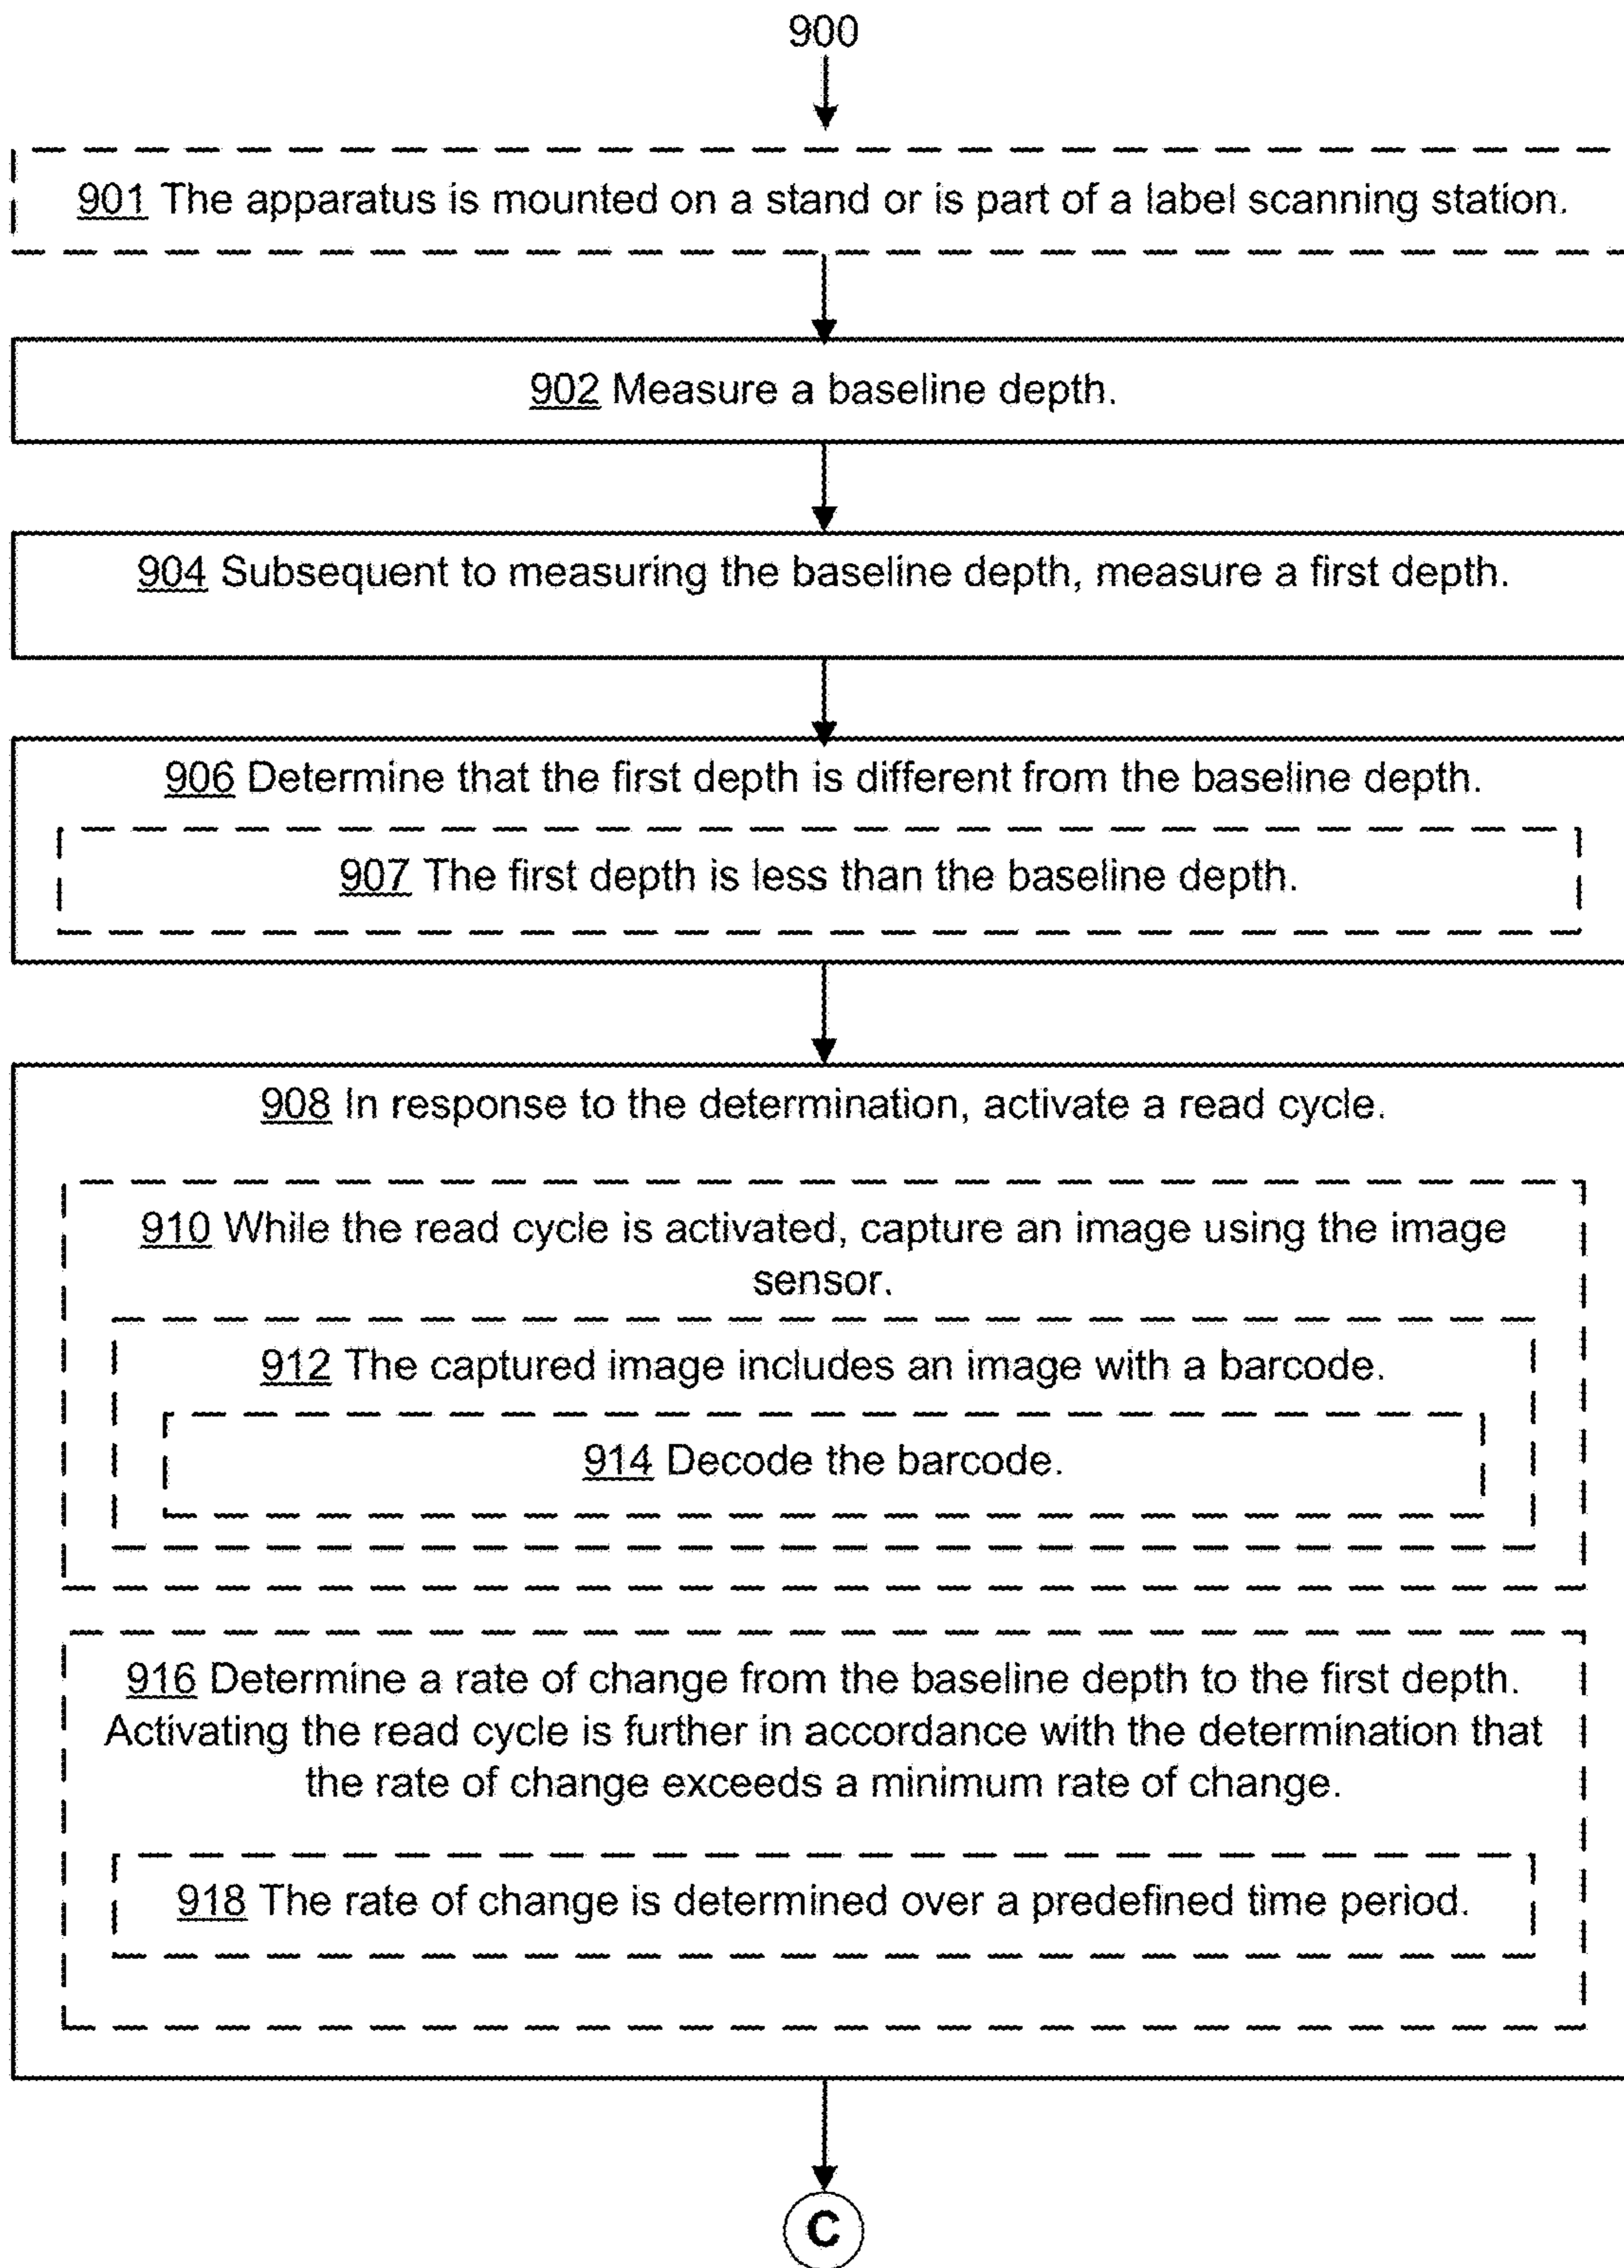 900
901 The apparatus is mounted on a stand or is part of a label scanning station.
902 Measure a baseline depth.
904 Subsequent to measuring the baseline depth, measure a first depth.
906 Determine that the first depth is different from the baseline depth.
907 The first depth is less than the baseline depth.
908 In response to the determination, activate a read cycle.
910 While the read cycle is activated, capture an image using the image
sensor.
912 The captured image includes an image with a barcode.
914 Decode the barcode.
916 Determine a rate of change from the baseline depth to the first depth.
Activating the read cycle is further in accordance with the determination that
the rate of change exceeds a minimum rate of change.
918 The rate of change is determined over a predefined time period.
C